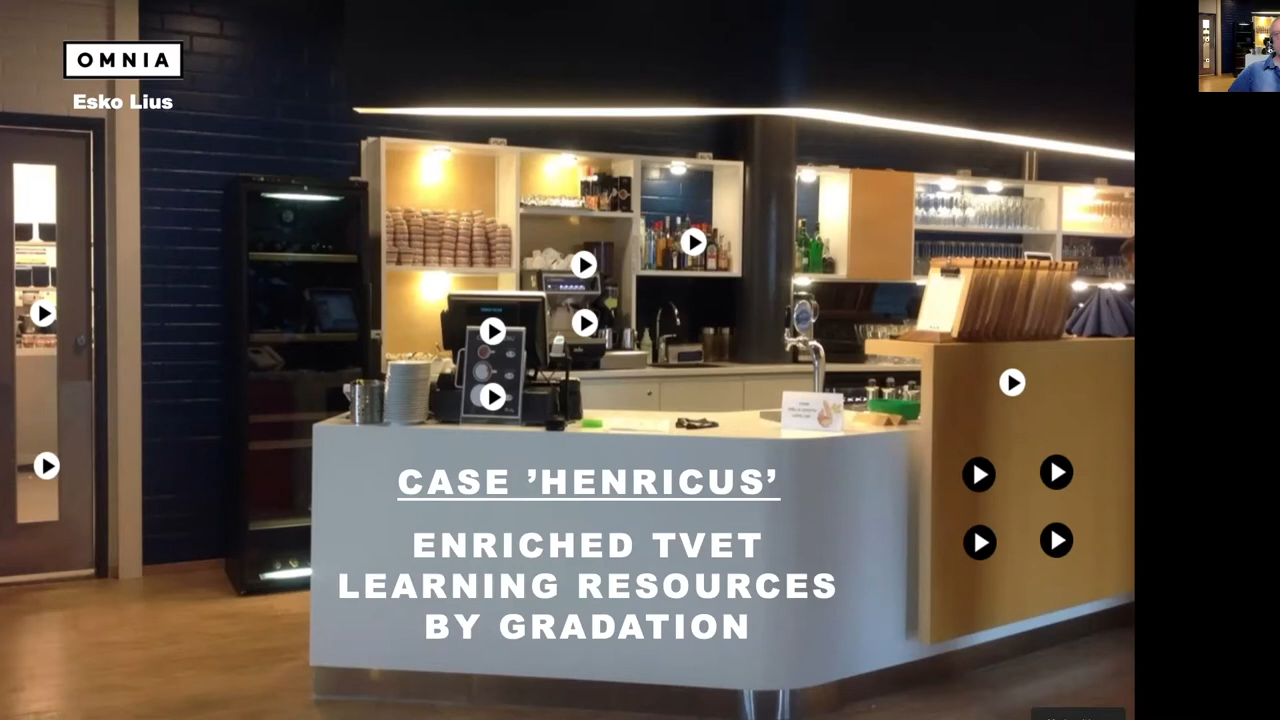 OMNIA
Esko Lius
CASE ’HENRICUS’
ENRICHED TVET
LEARNING RESOURCES
BY GRADATION